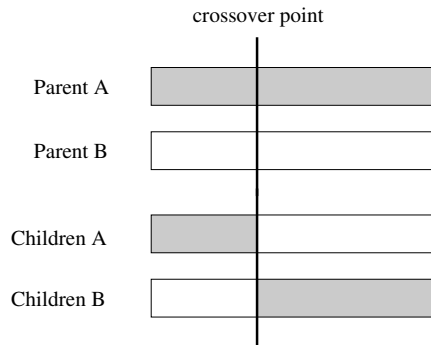 crossover point
Parent A
Parent B
Children A
Children B